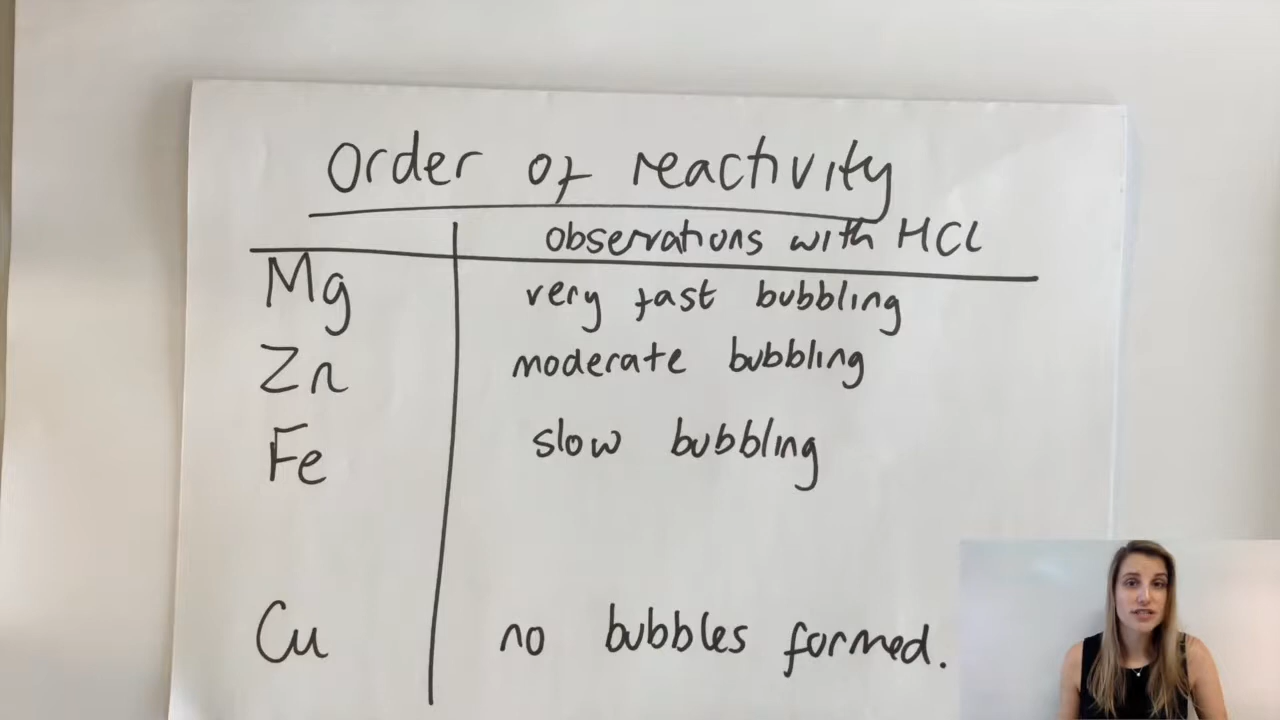 Order of reactivity
observations with HCL
Mg very fast bubbling
Zn moderate bubbling
Fe slow bubbling
Cu no bubbles formed.